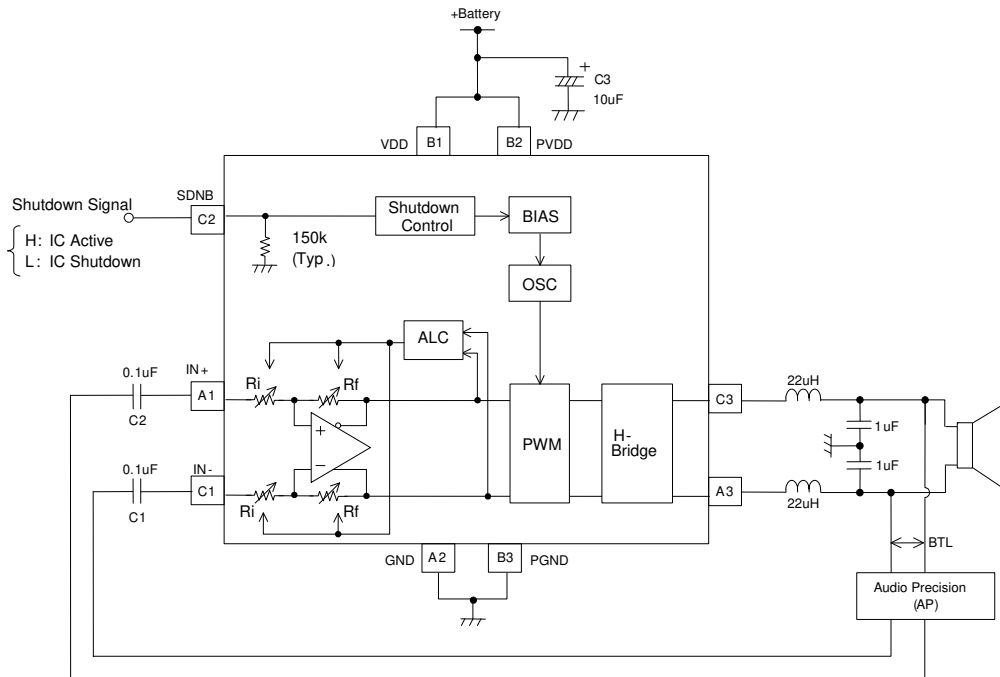 +Battery
+
C3
10uF
VDD
B1
B2
PVDD
SDNB
Shutdown Signal
C2
H: IC Active
L: IC Shutdown
150k
(Typ.)
Shutdown
Control
BIAS
OSC
ALC
0.1uF
IN+
A1
C2
Ri
Rf
+
-
PWM
H-
Bridge
C3
22uH
1uF
1uF
0.1uF
IN-
C1
C1
Ri
Rf
A3
22uH
GND
A2
B3
PGND
BTL
Audio Precision
(AP)